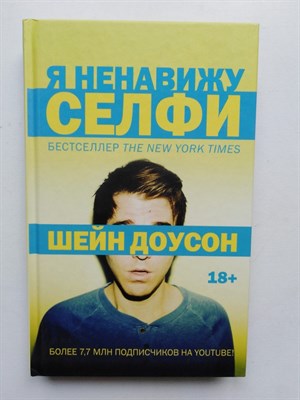 Я НЕНАВИЖУ
СЕЛФИ
БЕСТСЕЛЛЕР THE NEW YORK TIMES
ШЕЙН ДОУСОН
18+
БОЛЕЕ 7,7 МЛН ПОДПИСЧИКОВ НА YOUTUBE!